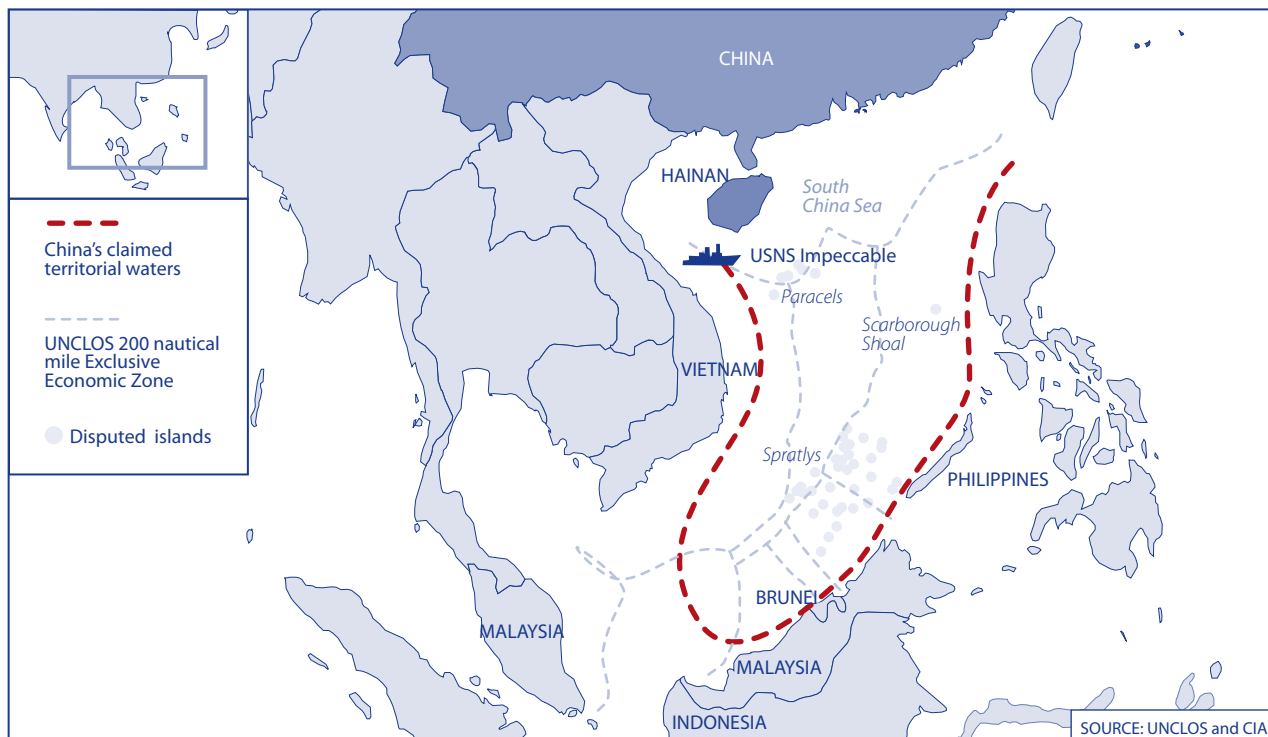 China's claimed
territorial waters
UNCLOS 200 nautical
mile Exclusive
Economic Zone
Disputed islands
CHINA
HAINAN
South
China Sea
USNS Impeccable
Paracels
Scarborough
Shoal
VIETNAM
Spratlys
PHILIPPINES
BRUNEI
MALAYSIA
MALAYSIA
INDONESIA
SOURCE: UNCLOS and CIA